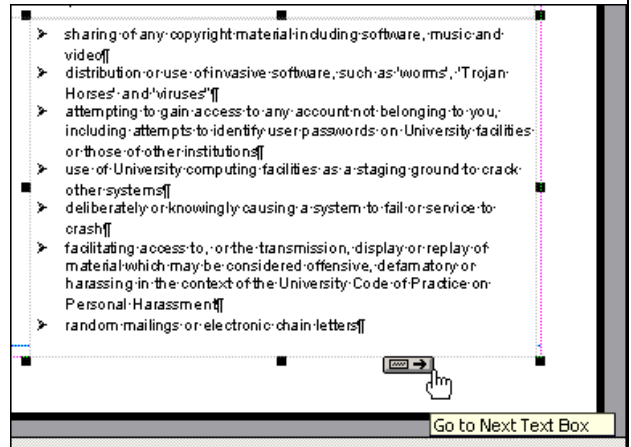 ➢ sharing·of·any·copyright·material·including·software,·music·and·
video¶
➢ distribution·or·use·of·invasive·software,·such·as·'worms',·'Trojan·
Horses'·and·'viruses"¶
➢ attempting·to·gain·access·to·any·account·not·belonging·to·you,·
including·attempts·to·identify·user·passwords·on·University·facilities·
or·those·of·other·institutions¶
➢ use·of·University·computing·facilities·as·a·staging·ground·to·crack·
other·systems¶
➢ deliberately·or·knowingly·causing·a·system·to·fail·or·service·to·
crash¶
➢ facilitating·access·to,·or·the·transmission,·display·or·replay·of·
material·which·may·be·considered·offensive,·defamatory·or·
harassing·in·the·context·of·the·University·Code·of·Practice·on·
Personal·Harassment¶
➢ random·mailings·or·electronic·chain·letters¶
Go to Next Text Box